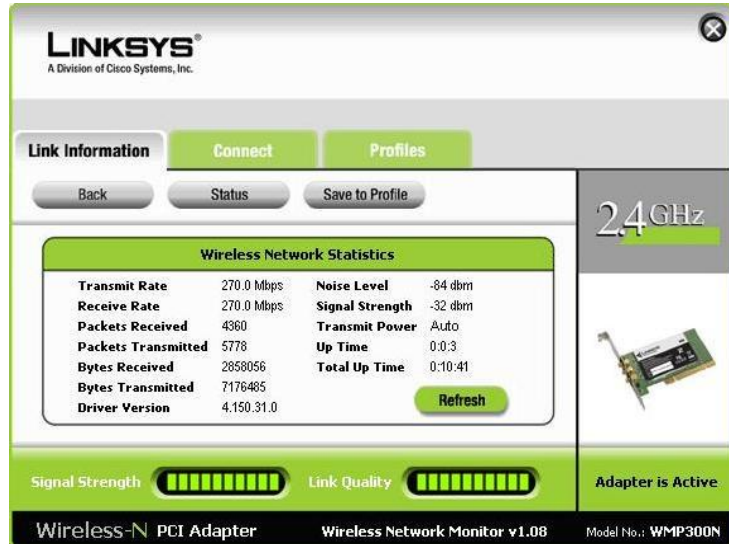 LINKSYS®
A Division of Cisco Systems, Inc.
Link Information Connect Profiles
Back Status Save to Profile
2.4GHz
Wireless Network Statistics
Transmit Rate 270.0 Mbps Noise Level -84 dbm
Receive Rate 270.0 Mbps Signal Strength -32 dbm
Packets Received 4360 Transmit Power Auto
Packets Transmitted 5778 Up Time 0:0:3
Bytes Received 2858056 Total Up Time 0:10:41
Bytes Transmitted 7176485
Driver Version 4.150.31.0
Refresh
Signal Strength Link Quality Adapter is Active
Wireless-N PCI Adapter Wireless Network Monitor v1.08 Model No.: WMP300N